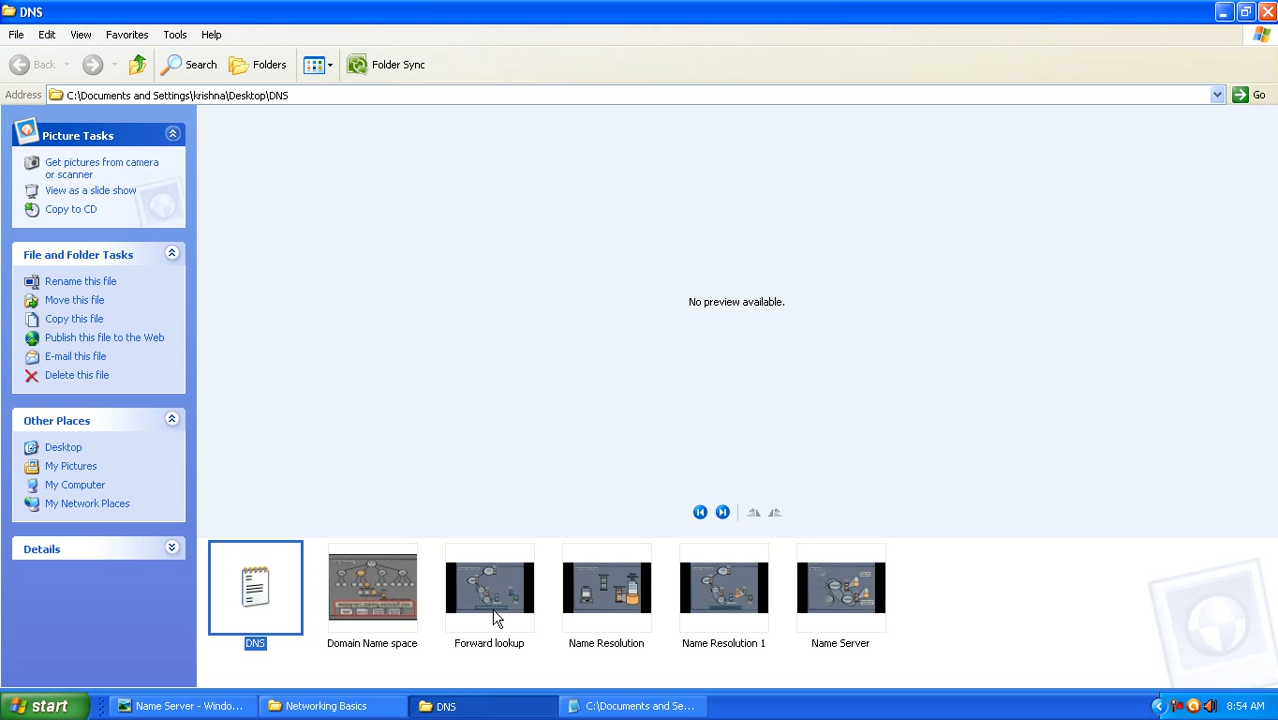 DNS
File Edit View Favorites Tools Help
Back Search Folders Folder Sync
Address C:\Documents and Settings\krishna\Desktop\DNS Go
Picture Tasks
Get pictures from camera
or scanner
View as a slide show
Copy to CD
File and Folder Tasks
Rename this file
Move this file
Copy this file
Publish this file to the Web
E-mail this file
Delete this file
Other Places
Desktop
My Pictures
My Computer
My Network Places
Details
No preview available.
DNS Domain Name space Forward lookup Name Resolution Name Resolution 1 Name Server
start Name Server - Windo... Networking Basics DNS C:\Documents and Se... 8:54 AM